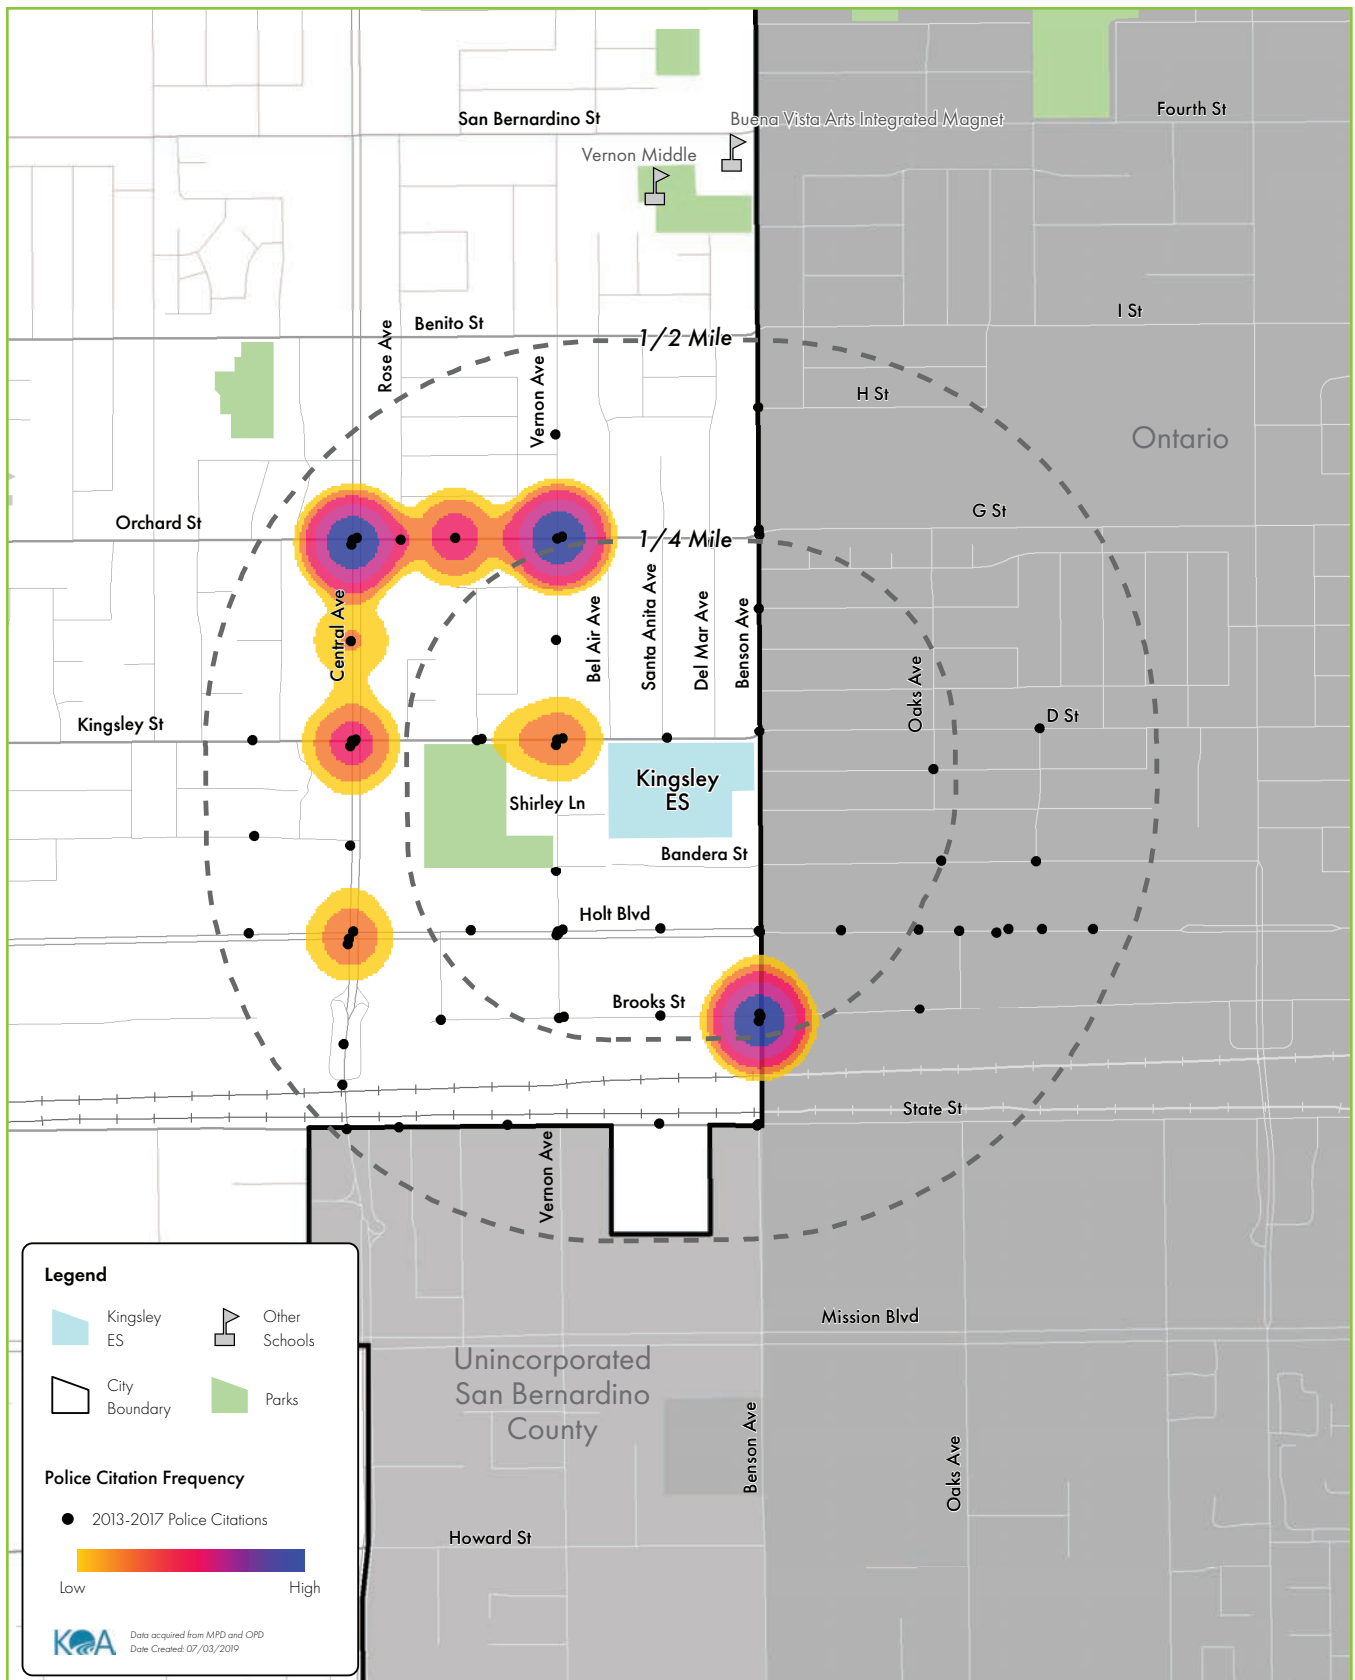 Fourth St
San Bernardino St
Buena Vista Arts Integrated Magnet
Vernon Middle
I St
Benito St
1/2 Mile
Rose Ave
Vernon Ave
H St
Ontario
Orchard St
G St
1/4 Mile
Central Ave
Bel Air Ave
Santa Anita Ave
Del Mar Ave
Benson Ave
Oaks Ave
Kingsley St
D St
Kingsley
ES
Shirley Ln
Bandera St
Holt Blvd
Brooks St
State St
Vernon Ave
Mission Blvd
Unincorporated
San Bernardino
County
Benson Ave
Oaks Ave
Howard St
Legend
Kingsley
ES
Other
Schools
City
Boundary
Parks
Police Citation Frequency
2013-2017 Police Citations
Low
High
KOA
Data acquired from MPD and OPD
Date Created: 07/03/2019